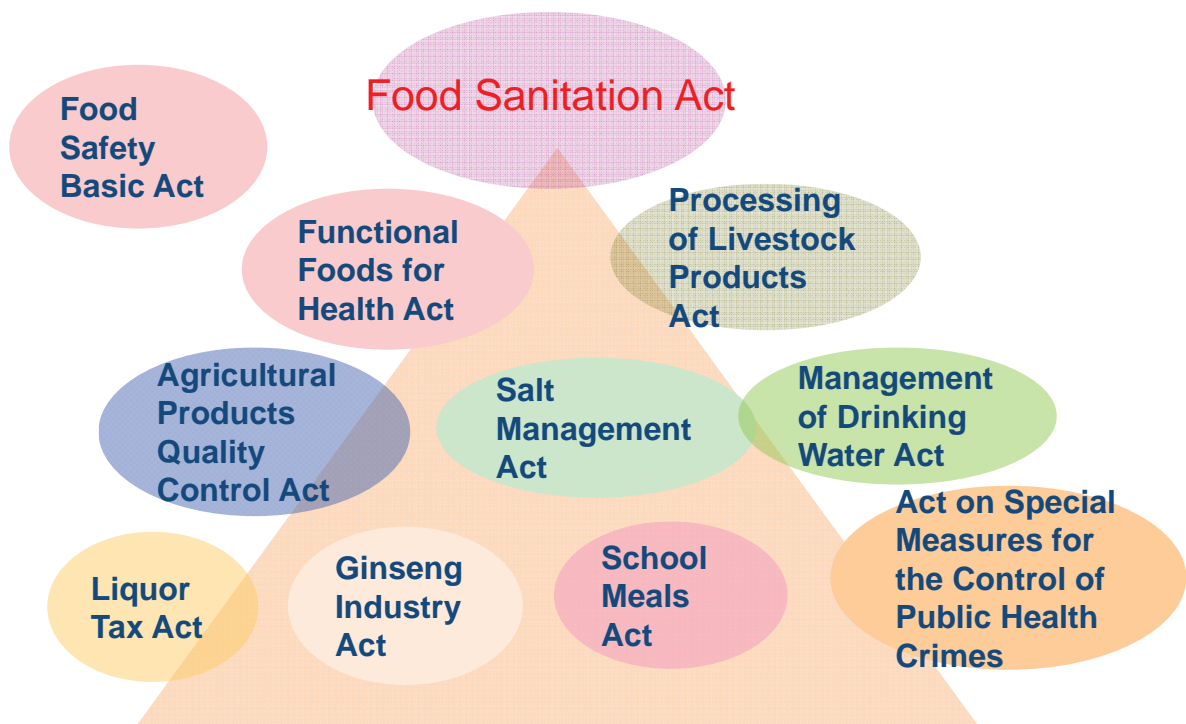 Food Sanitation Act
Food
Safety
Basic Act
Functional
Foods for
Health Act
Processing
of Livestock
Products
Act
Agricultural
Products
Quality
Control Act
Salt
Management
Act
Management
of Drinking
Water Act
Liquor
Tax Act
Ginseng
Industry
Act
School
Meals
Act
Act on Special
Measures for
the Control of
Public Health
Crimes